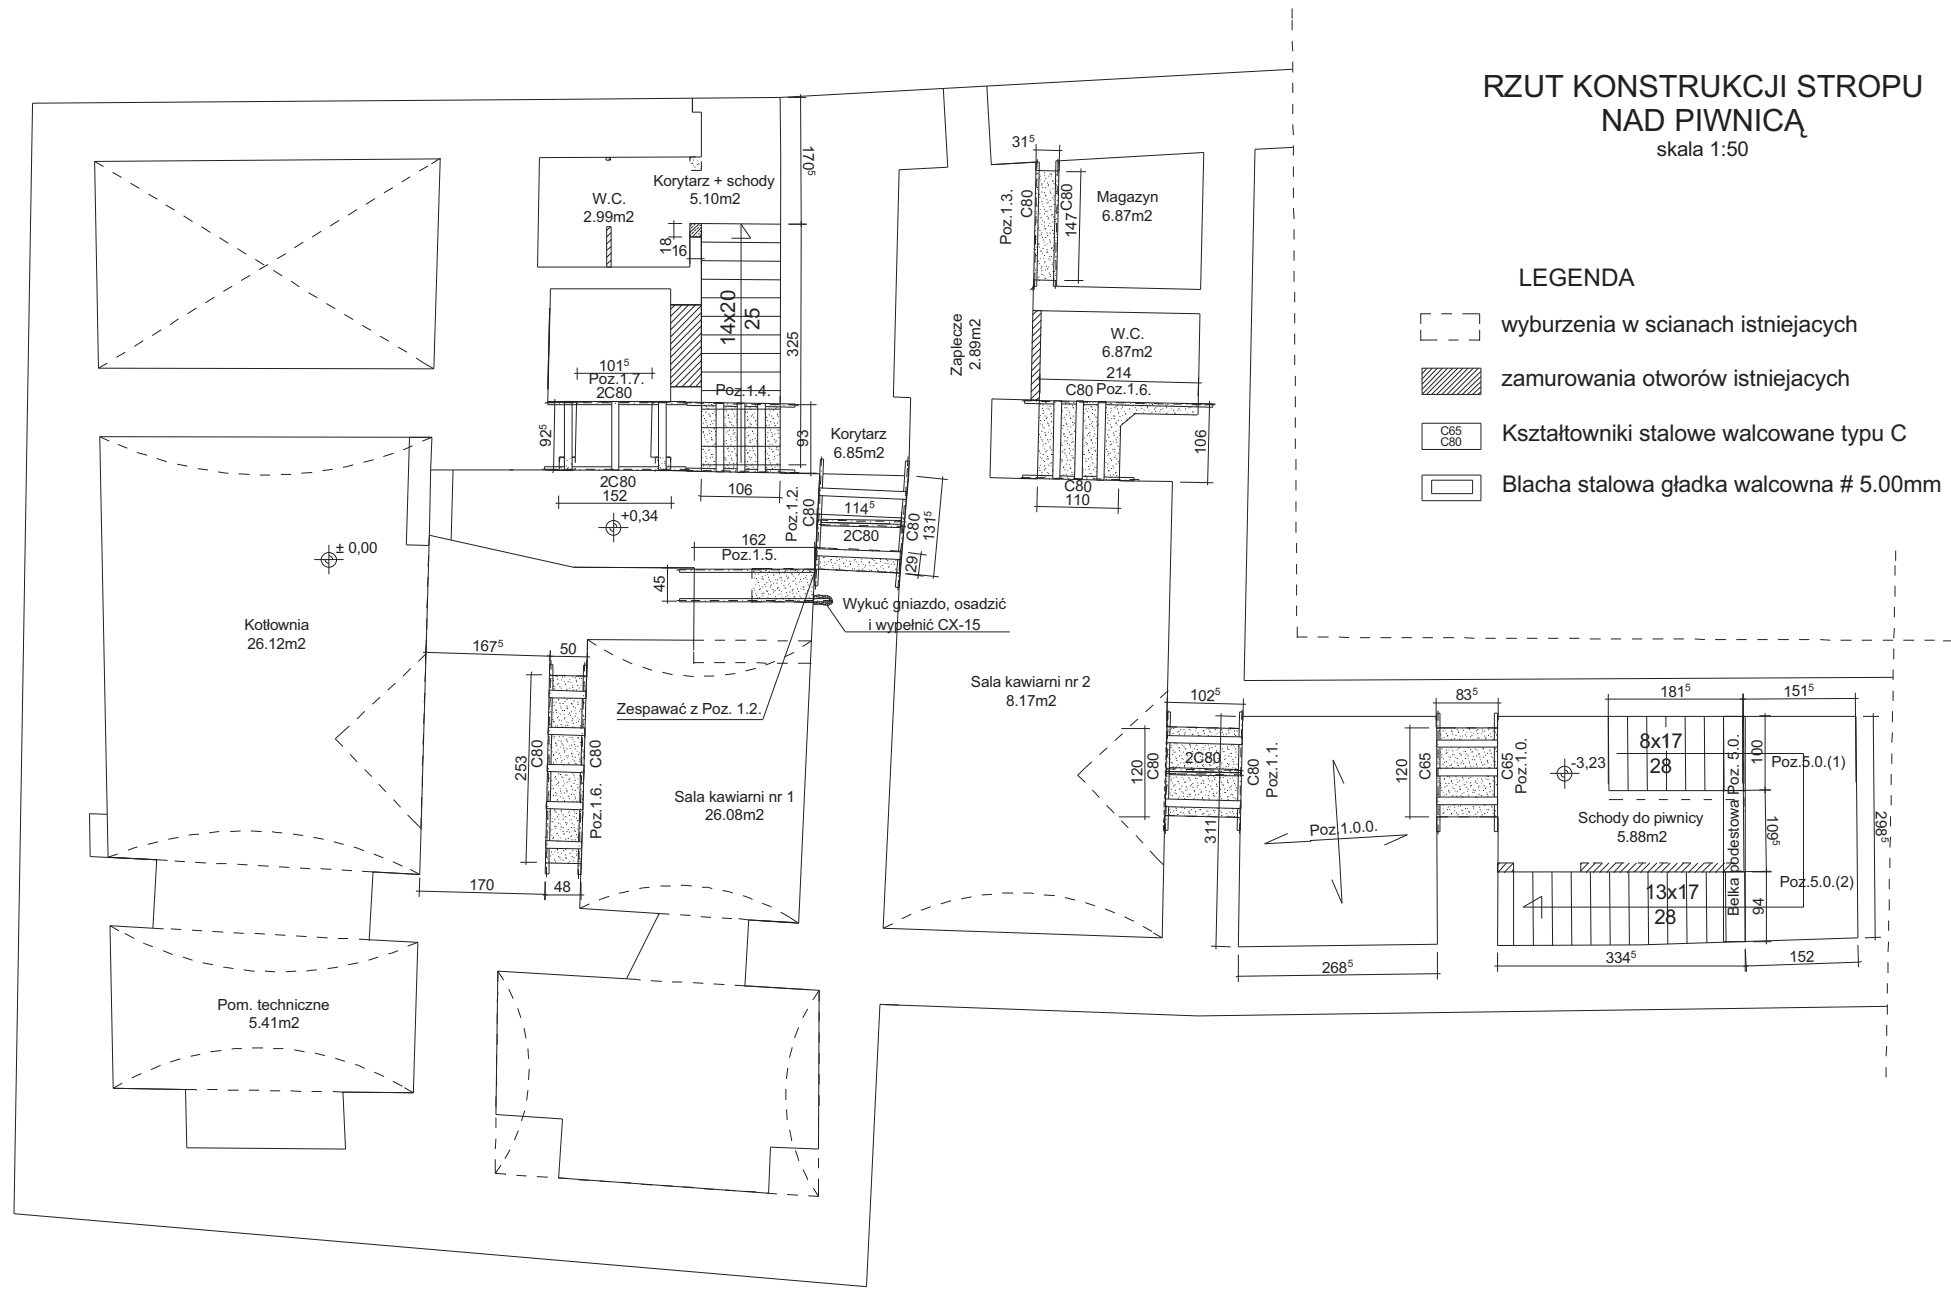 RZUT KONSTRUKCJI STROPU
NAD PIWNICĄ
skala 1:50
LEGENDA
wyburzenia w scianach istniejacych
zamurowania otworów istniejacych
C65
C80
Kształtowniki stalowe walcowane typu C
Blacha stalowa gładka walcowna # 5.00mm
W.C.
2.99m2
Korytarz + schody
5.10m2
170⁵
18
16
14x20
25
325
101⁵
Poz.1.7.
2C80
Poz.1.4.
92⁵
93
2C80
152
106
+0,34
Korytarz
6.85m2
Poz.1.2.
C80
114⁵
2C80
C80
131⁵
29
162
Poz.1.5.
45
Wykuć gniazdo, osadzić
i wypełnić CX-15
Zespawać z Poz. 1.2.
31⁵
Poz.1.3.
C80
C80
147
Magazyn
6.87m2
Zaplecze
2.89m2
W.C.
6.87m2
214
C80
Poz.1.6.
106
C80
110
± 0,00
Kotłownia
26.12m2
167⁵
50
253
C80
C80
Poz.1.6.
170
48
Sala kawiarni nr 1
26.08m2
Sala kawiarni nr 2
8.17m2
102⁵
120
C80
2C80
C80
Poz.1.1.
311
Poz.1.0.0.
268⁵
83⁵
120
C65
C65
Poz.1.0.
-3,23
181⁵
151⁵
8x17
28
100
Poz.5.0.(1)
Belka podestowa Poz. 5.0.
Schody do piwnicy
5.88m2
109⁵
298⁵
13x17
28
Poz.5.0.(2)
94
334⁵
152
Pom. techniczne
5.41m2